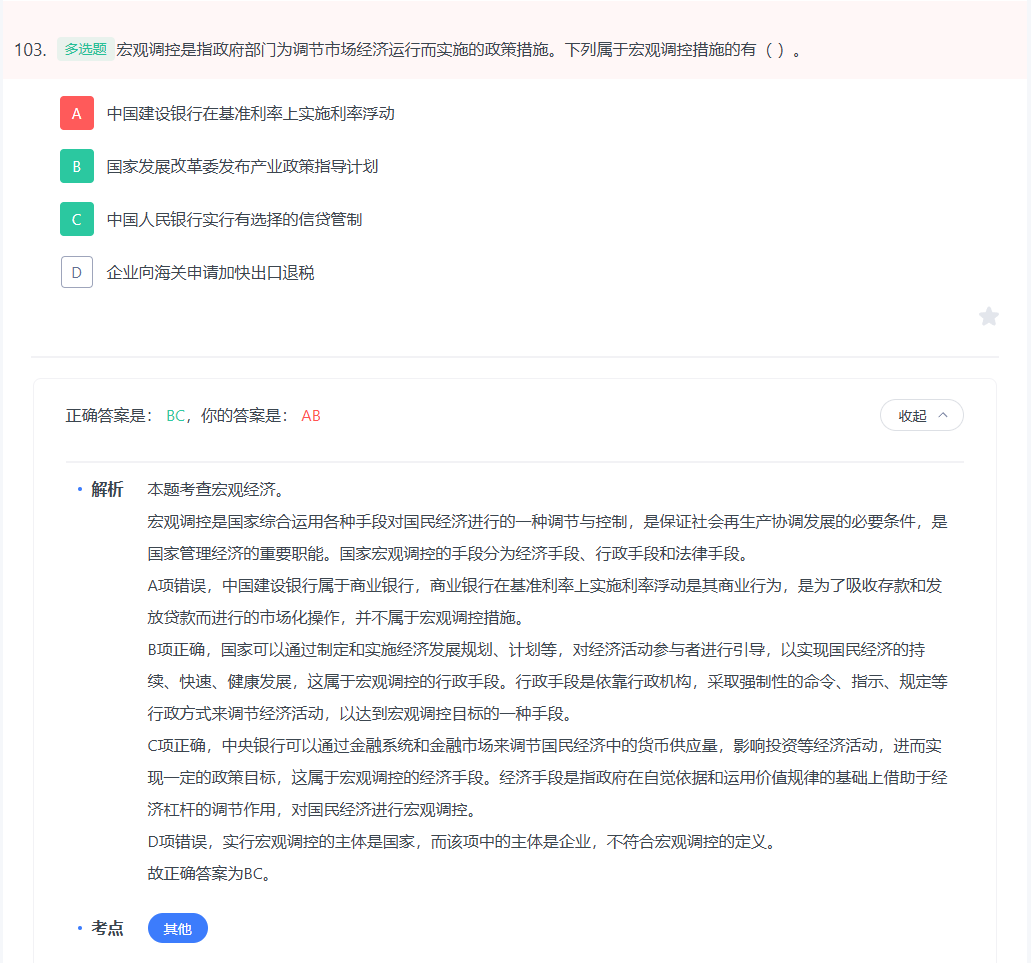 103. 多选题 宏观调控是指政府部门为调节市场经济运行而实施的政策措施。下列属于宏观调控措施的有（ ）。
A 中国建设银行在基准利率上实施利率浮动
B 国家发展改革委发布产业政策指导计划
C 中国人民银行实行有选择的信贷管制
D 企业向海关申请加快出口退税
正确答案是： BC，你的答案是： AB
收起
解析 本题考查宏观经济。
宏观调控是国家综合运用各种手段对国民经济进行的一种调节与控制，是保证社会再生产协调发展的必要条件，是
国家管理经济的重要职能。国家宏观调控的手段分为经济手段、行政手段和法律手段。
A项错误，中国建设银行属于商业银行，商业银行在基准利率上实施利率浮动是其商业行为，是为了吸收存款和发
放贷款而进行的市场化操作，并不属于宏观调控措施。
B项正确，国家可以通过制定和实施经济发展规划、计划等，对经济活动参与者进行引导，以实现国民经济的持
续、快速、健康发展，这属于宏观调控的行政手段。行政手段是依靠行政机构，采取强制性的命令、指示、规定等
行政方式来调节经济活动，以达到宏观调控目标的一种手段。
C项正确，中央银行可以通过金融系统和金融市场来调节国民经济中的货币供应量，影响投资等经济活动，进而实
现一定的政策目标，这属于宏观调控的经济手段。经济手段是指政府在自觉依据和运用价值规律的基础上借助于经
济杠杆的调节作用，对国民经济进行宏观调控。
D项错误，实行宏观调控的主体是国家，而该项中的主体是企业，不符合宏观调控的定义。
故正确答案为BC。
考点 其他